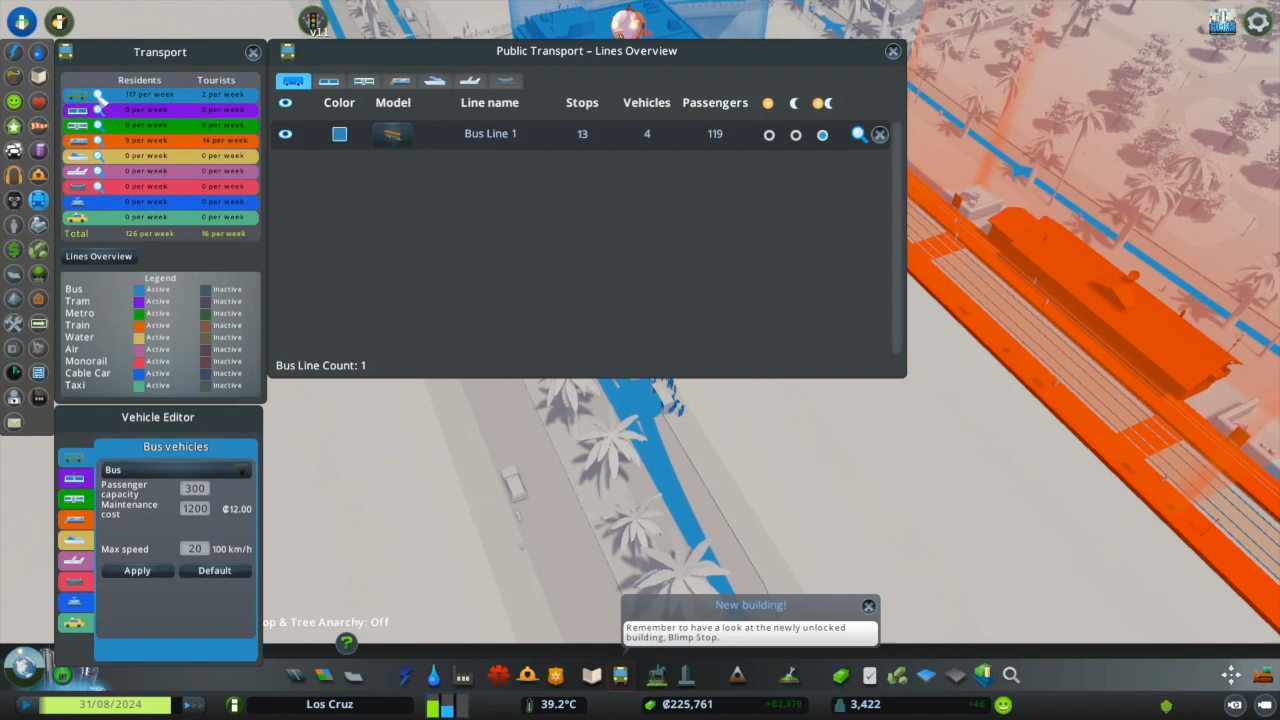 v11
Transport
Residents Tourists
117 per week 2 per week
0 per week 0 per week
0 per week 0 per week
9 per week 14 per week
0 per week 0 per week
0 per week 0 per week
0 per week 0 per week
0 per week 0 per week
0 per week 0 per week
Total 126 per week 16 per week
Lines Overview
Legend
Bus Active Inactive
Tram Active Inactive
Metro Active Inactive
Train Active Inactive
Water Active Inactive
Air Active Inactive
Monorail Active Inactive
Cable Car Active Inactive
Taxi Active Inactive
Public Transport – Lines Overview
Color Model Line name Stops Vehicles Passengers
Bus Line 1 13 4 119
Bus Line Count: 1
Vehicle Editor
Bus vehicles
Bus
Passenger capacity 300
Maintenance cost 1200 ₡12.00
Max speed 20 100 km/h
Apply Default
op & Tree Anarchy: Off
?
New building!
Remember to have a look at the newly unlocked
building, Blimp Stop.
31/08/2024 Los Cruz 39.2°C ₡225,761 +₡2,379 3,422 +46